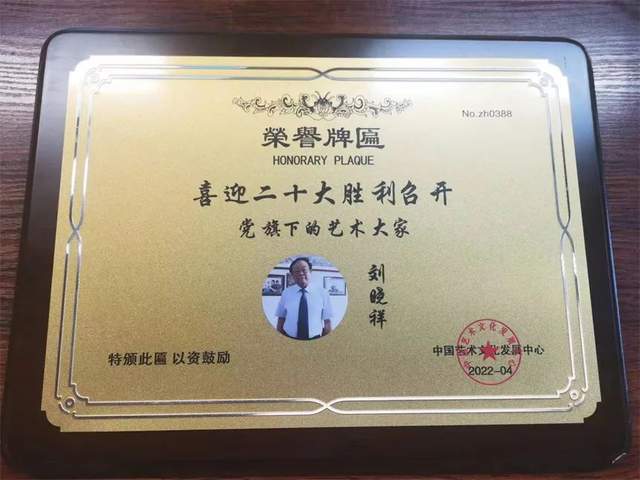 No.zh0388
榮譽牌匾
HONORARY PLAQUE
喜迎二十大胜利召开
党旗下的艺术大家
刘晓祥
特颁此匾 以资鼓励
中国艺术文化发展中心
2022-04